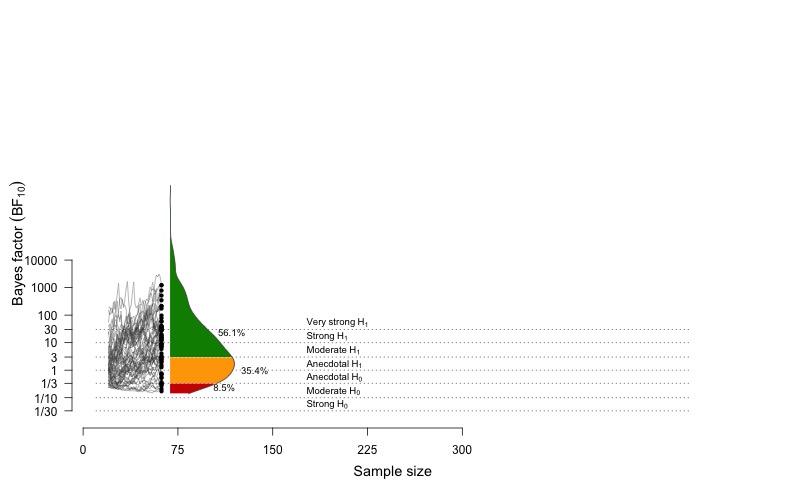 Bayes factor (BF₁₀)
10000
1000
100
30
10
3
1
1/3
1/10
1/30
56.1%
35.4%
8.5%
Very strong H₁
Strong H₁
Moderate H₁
Anecdotal H₁
Anecdotal H₀
Moderate H₀
Strong H₀
0 75 150 225 300
Sample size